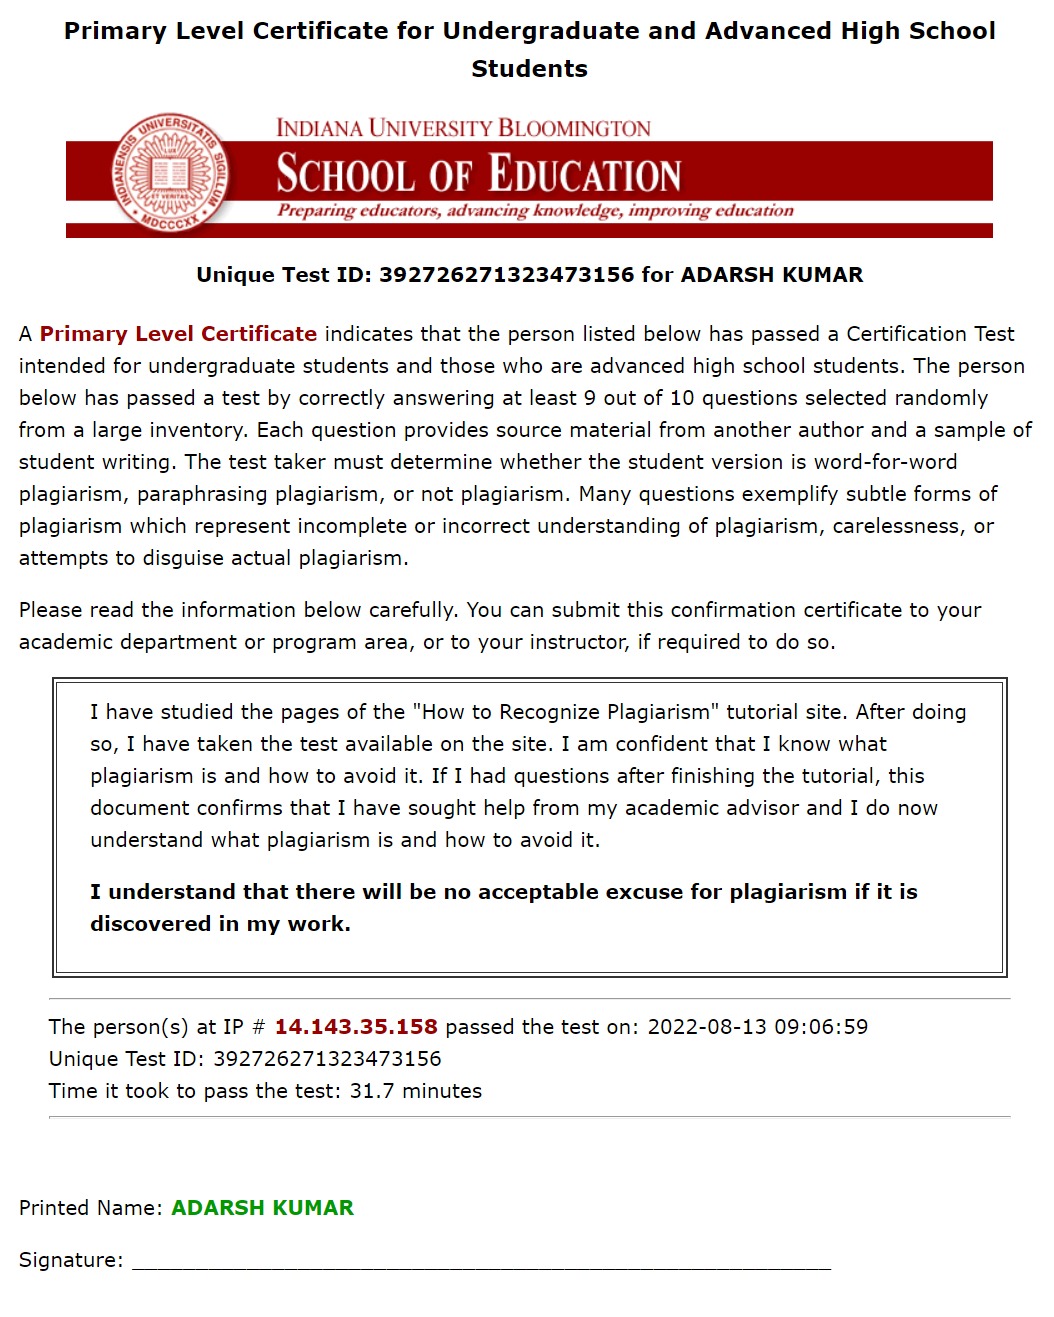 Primary Level Certificate for Undergraduate and Advanced High School
Students
INDIANA UNIVERSITY BLOOMINGTON
SCHOOL OF EDUCATION
Preparing educators, advancing knowledge, improving education
INDIANENSIS UNIVERSITATIS SIGILLUM
LUX
ET VERITAS
MDCCCXX
Unique Test ID: 392726271323473156 for ADARSH KUMAR
A Primary Level Certificate indicates that the person listed below has passed a Certification Test
intended for undergraduate students and those who are advanced high school students. The person
below has passed a test by correctly answering at least 9 out of 10 questions selected randomly
from a large inventory. Each question provides source material from another author and a sample of
student writing. The test taker must determine whether the student version is word-for-word
plagiarism, paraphrasing plagiarism, or not plagiarism. Many questions exemplify subtle forms of
plagiarism which represent incomplete or incorrect understanding of plagiarism, carelessness, or
attempts to disguise actual plagiarism.
Please read the information below carefully. You can submit this confirmation certificate to your
academic department or program area, or to your instructor, if required to do so.
I have studied the pages of the "How to Recognize Plagiarism" tutorial site. After doing
so, I have taken the test available on the site. I am confident that I know what
plagiarism is and how to avoid it. If I had questions after finishing the tutorial, this
document confirms that I have sought help from my academic advisor and I do now
understand what plagiarism is and how to avoid it.
I understand that there will be no acceptable excuse for plagiarism if it is
discovered in my work.
The person(s) at IP # 14.143.35.158 passed the test on: 2022-08-13 09:06:59
Unique Test ID: 392726271323473156
Time it took to pass the test: 31.7 minutes
Printed Name: ADARSH KUMAR
Signature: _______________________________________________________